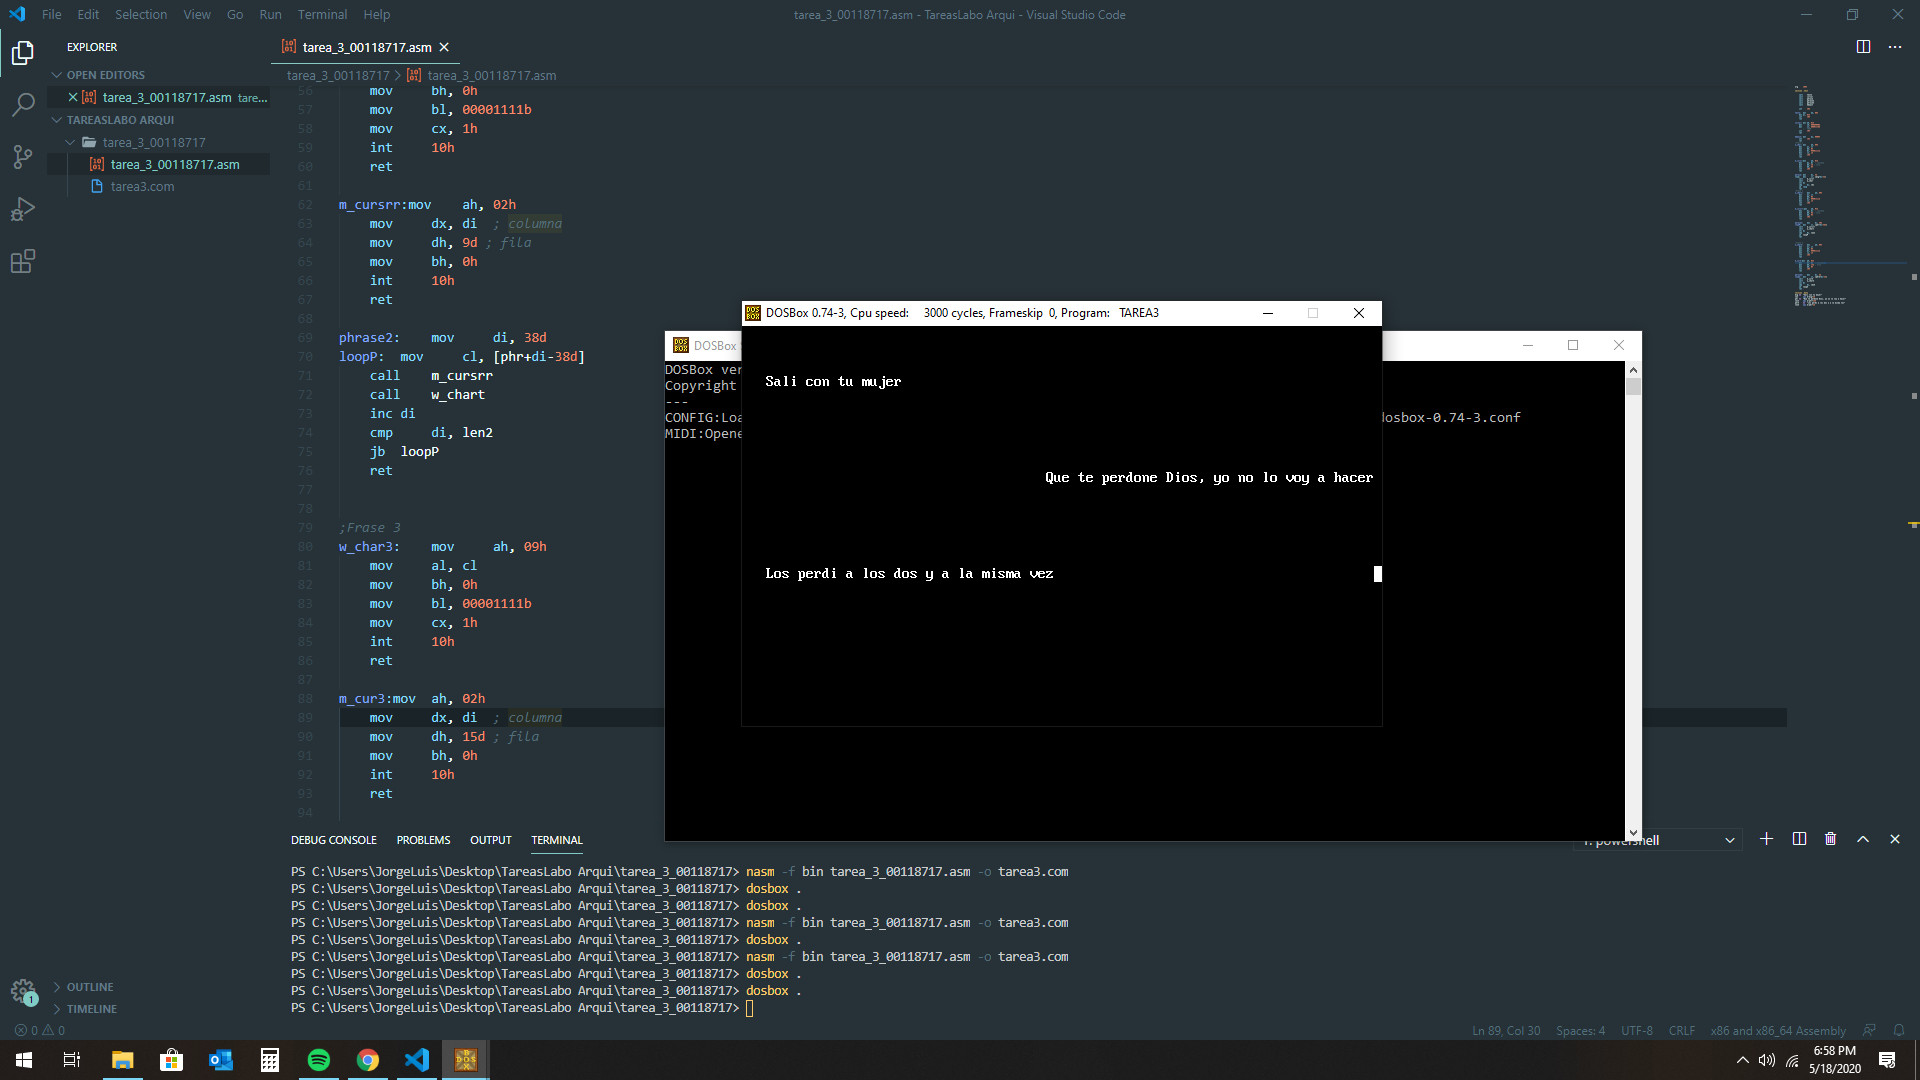 File Edit Selection View Go Run Terminal Help
tarea_3_00118717.asm - TareasLabo Arqui - Visual Studio Code
EXPLORER
OPEN EDITORS
tarea_3_00118717.asm tare...
TAREASLABO ARQUI
tarea_3_00118717
tarea_3_00118717.asm
tarea3.com
OUTLINE
TIMELINE
tarea_3_00118717.asm
tarea_3_00118717 > tarea_3_00118717.asm
56 mov bh, 0h
57 mov bl, 00001111b
58 mov cx, 1h
59 int 10h
60 ret
61
62 m_cursrr:mov ah, 02h
63 mov dx, di ; columna
64 mov dh, 9d ; fila
65 mov bh, 0h
66 int 10h
67 ret
68
69 phrase2: mov di, 38d
70 loopP: mov cl, [phr+di-38d]
71 call m_cursrr
72 call w_chart
73 inc di
74 cmp di, len2
75 jb loopP
76 ret
77
78
79 ;Frase 3
80 w_char3: mov ah, 09h
81 mov al, cl
82 mov bh, 0h
83 mov bl, 00001111b
84 mov cx, 1h
85 int 10h
86 ret
87
88 m_cur3:mov ah, 02h
89 mov dx, di ; columna
90 mov dh, 15d ; fila
91 mov bh, 0h
92 int 10h
93 ret
94
DOSBox 0.74-3, Cpu speed: 3000 cycles, Frameskip 0, Program: TAREA3
Sali con tu mujer
Que te perdone Dios, yo no lo voy a hacer
Los perdi a los dos y a la misma vez
DOSBox
DOSBox ver
Copyright
---
CONFIG:Loa
dosbox-0.74-3.conf
MIDI:Opene
DEBUG CONSOLE PROBLEMS OUTPUT TERMINAL
1: powershell
PS C:\Users\JorgeLuis\Desktop\TareasLabo Arqui\tarea_3_00118717> nasm -f bin tarea_3_00118717.asm -o tarea3.com
PS C:\Users\JorgeLuis\Desktop\TareasLabo Arqui\tarea_3_00118717> dosbox .
PS C:\Users\JorgeLuis\Desktop\TareasLabo Arqui\tarea_3_00118717> dosbox .
PS C:\Users\JorgeLuis\Desktop\TareasLabo Arqui\tarea_3_00118717> nasm -f bin tarea_3_00118717.asm -o tarea3.com
PS C:\Users\JorgeLuis\Desktop\TareasLabo Arqui\tarea_3_00118717> dosbox .
PS C:\Users\JorgeLuis\Desktop\TareasLabo Arqui\tarea_3_00118717> nasm -f bin tarea_3_00118717.asm -o tarea3.com
PS C:\Users\JorgeLuis\Desktop\TareasLabo Arqui\tarea_3_00118717> dosbox .
PS C:\Users\JorgeLuis\Desktop\TareasLabo Arqui\tarea_3_00118717> dosbox .
PS C:\Users\JorgeLuis\Desktop\TareasLabo Arqui\tarea_3_00118717>
1
0 0
Ln 89, Col 30 Spaces: 4 UTF-8 CRLF x86 and x86_64 Assembly
6:58 PM
5/18/2020